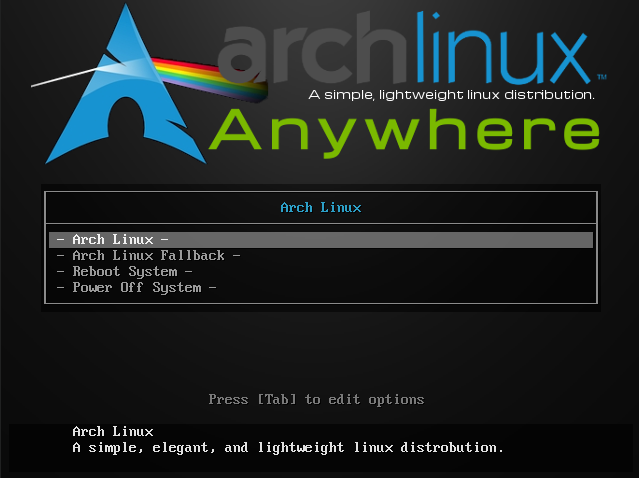 archlinux™
A simple, lightweight linux distribution.
Anywhere
Arch Linux
- Arch Linux -
- Arch Linux Fallback -
- Reboot System -
- Power Off System -
Press [Tab] to edit options
Arch Linux
A simple, elegant, and lightweight linux distrobution.